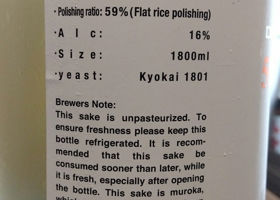 ・Polishing ratio: 59% (Flat rice polishing)
・Alc: 16%
・Size: 1800ml
・yeast: Kyokai 1801
Brewers Note:
This sake is unpasteurized. To
ensure freshness please keep this
bottle refrigerated. It is recom-
mended that this sake be
consumed sooner than later, while
it is fresh, especially after opening
the bottle. This sake is muroka,